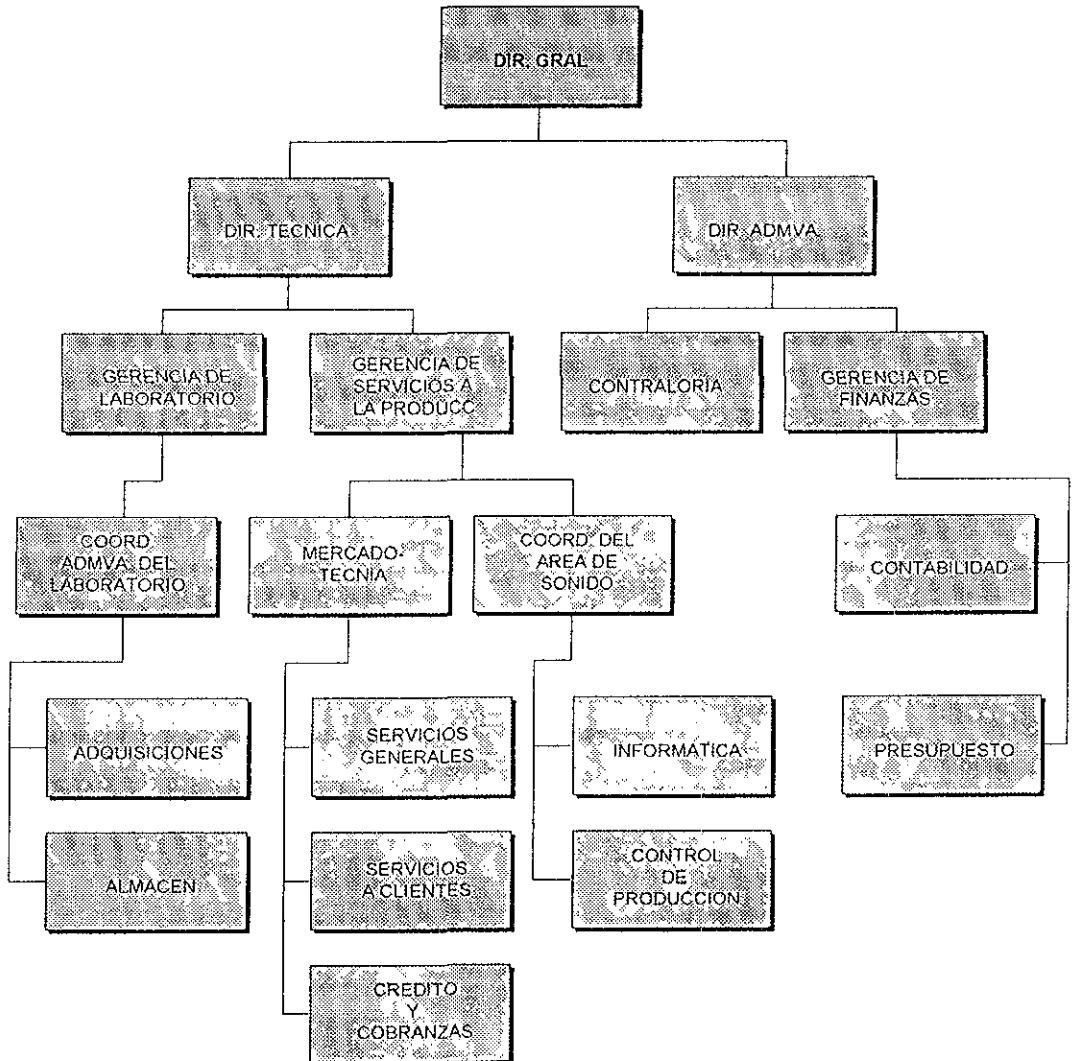 DIR. GRAL
DIR. TECNICA
DIR. ADMVA.
GERENCIA DE
LABORATORIO
GERENCIA DE
SERVICIOS A
LA PRODUCC
CONTRALORIA
GERENCIA DE
FINANZAS
COORD.
ADMVA. DEL
LABORATORIO
MERCADO-
TECNIA
COORD. DEL
AREA DE
SONIDO
CONTABILIDAD
ADQUISICIONES
SERVICIOS
GENERALES
INFORMATICA
PRESUPUESTO
ALMACEN
SERVICIOS
A CLIENTES
CONTROL
DE
PRODUCCION
CREDITO
Y
COBRANZAS